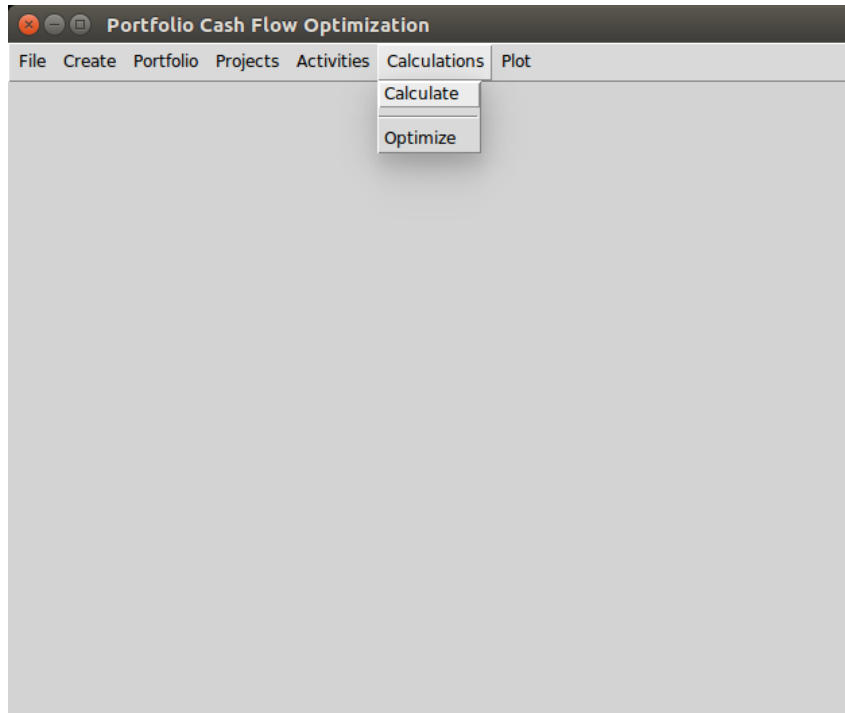 Portfolio Cash Flow Optimization
File Create Portfolio Projects Activities Calculations Plot
Calculate
Optimize